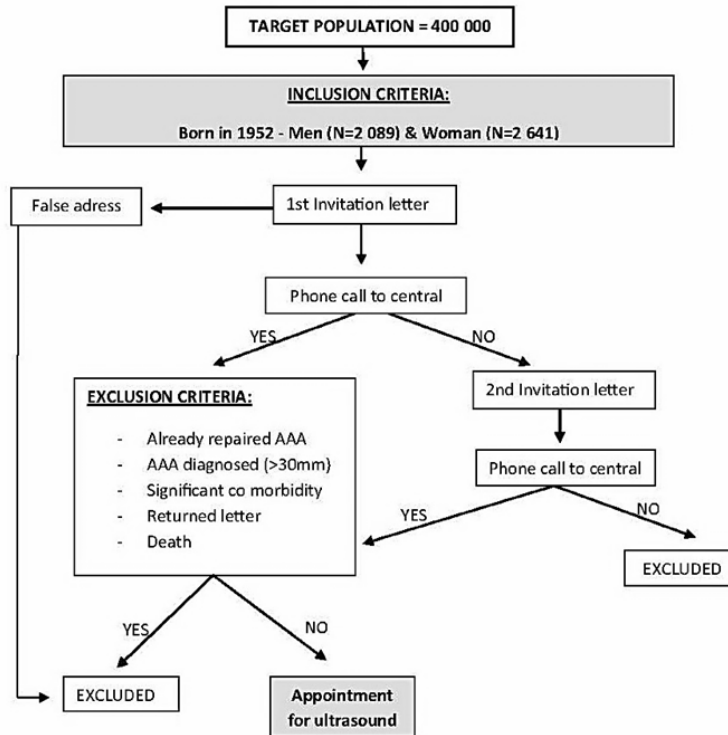 TARGET POPULATION = 400 000
INCLUSION CRITERIA:
Born in 1952 - Men (N=2 089) & Woman (N=2 641)
False adress
1st Invitation letter
Phone call to central
YES
NO
EXCLUSION CRITERIA:
- Already repaired AAA
- AAA diagnosed (>30mm)
- Significant co morbidity
- Returned letter
- Death
2nd Invitation letter
Phone call to central
YES
NO
EXCLUDED
YES
NO
EXCLUDED
Appointment
for ultrasound